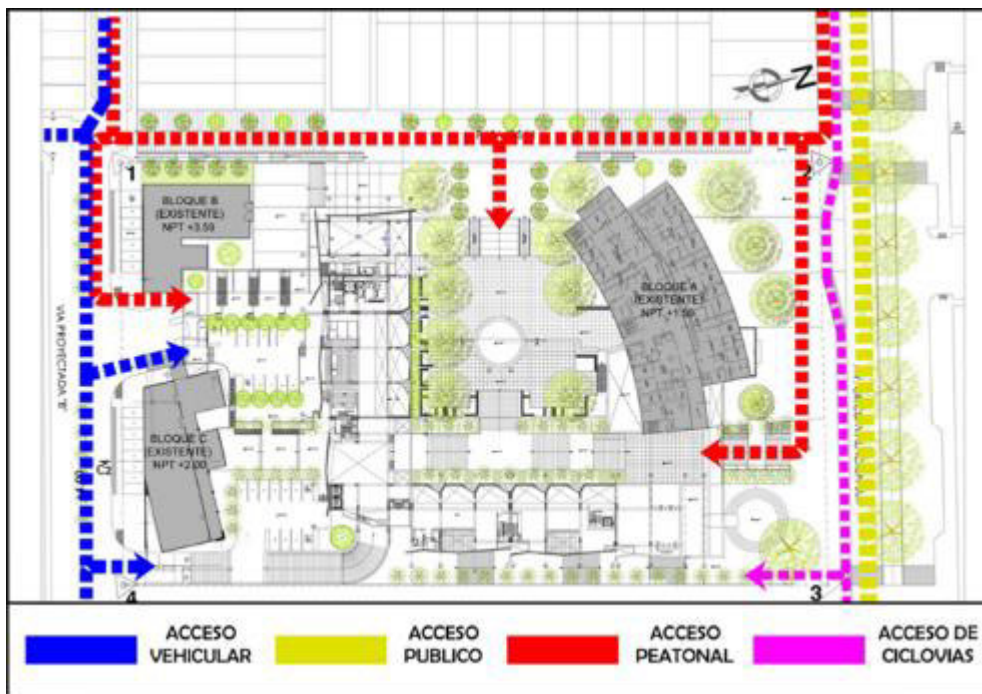 N
1
2
BLOQUE B
(EXISTENTE)
NPT +3.59
BLOQUE A
(EXISTENTE)
NPT +1.50
VIA PROYECTADA "E"
BLOQUE C
(EXISTENTE)
NPT +2.00
4
3
ACCESO
VEHICULAR
ACCESO
PUBLICO
ACCESO
PEATONAL
ACCESO DE
CICLOVIAS